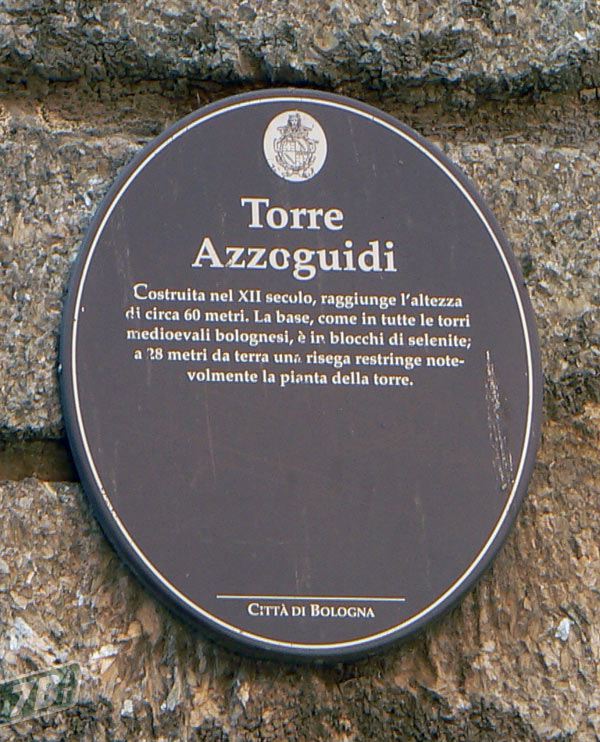 Torre
Azzoguidi
Costruita nel XII secolo, raggiunge l'altezza
di circa 60 metri. La base, come in tutte le torri
medioevali bolognesi, è in blocchi di selenite;
a 28 metri da terra una risega restringe note-
volmente la pianta della torre.
CITTÀ DI BOLOGNA